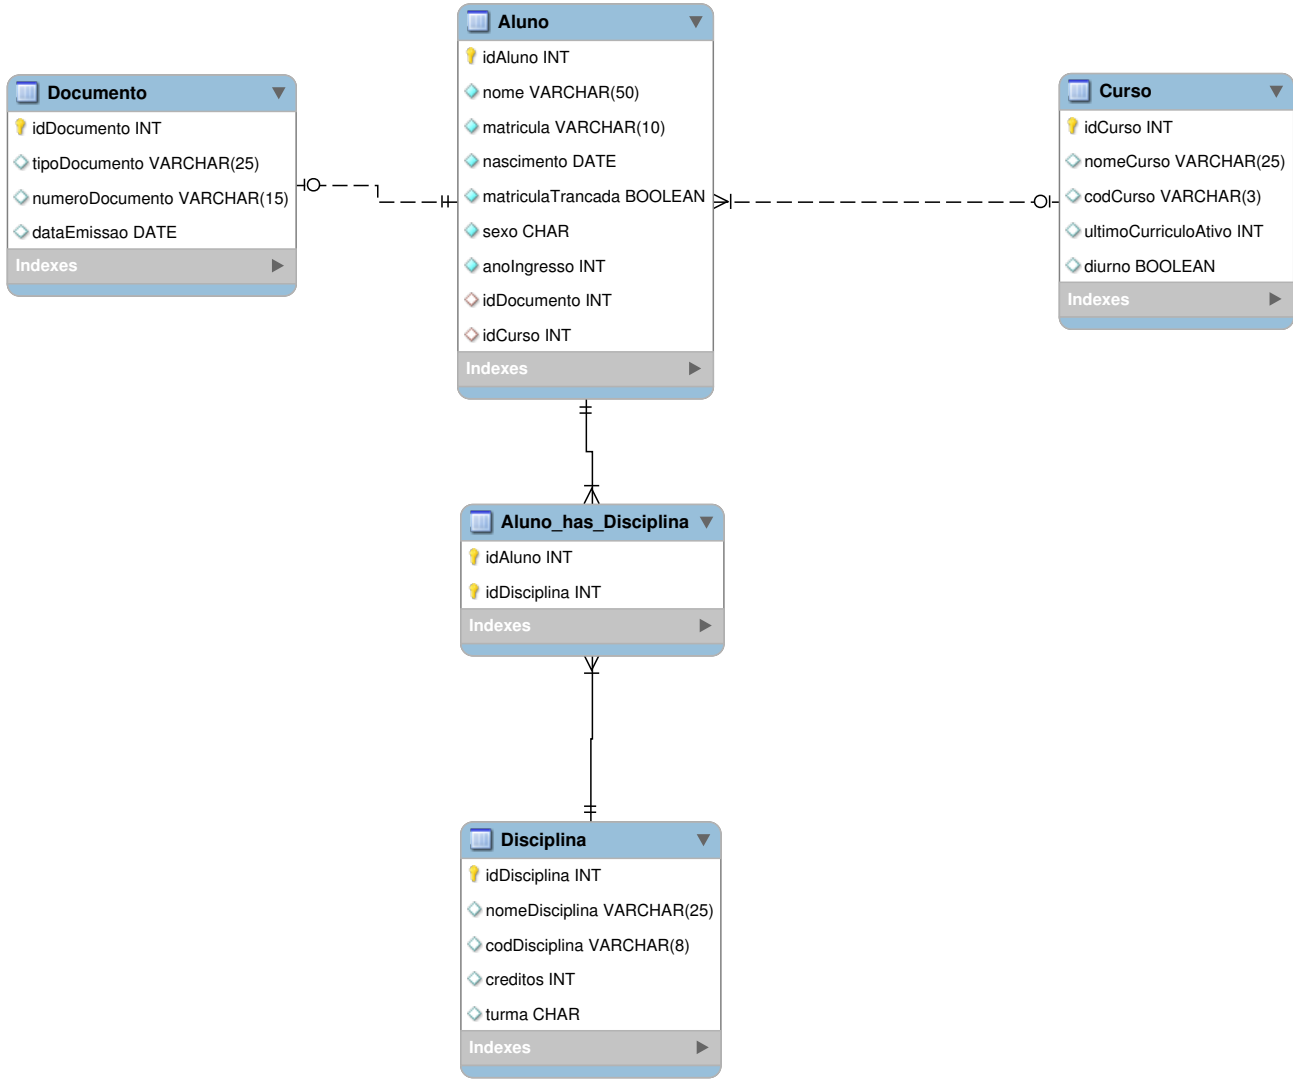 Aluno
idAluno INT
nome VARCHAR(50)
matricula VARCHAR(10)
nascimento DATE
matriculaTrancada BOOLEAN
sexo CHAR
anoIngresso INT
idDocumento INT
idCurso INT
Indexes
Documento
idDocumento INT
tipoDocumento VARCHAR(25)
numeroDocumento VARCHAR(15)
dataEmissao DATE
Indexes
Curso
idCurso INT
nomeCurso VARCHAR(25)
codCurso VARCHAR(3)
ultimoCurriculoAtivo INT
diurno BOOLEAN
Indexes
Aluno_has_Disciplina
idAluno INT
idDisciplina INT
Indexes
Disciplina
idDisciplina INT
nomeDisciplina VARCHAR(25)
codDisciplina VARCHAR(8)
creditos INT
turma CHAR
Indexes